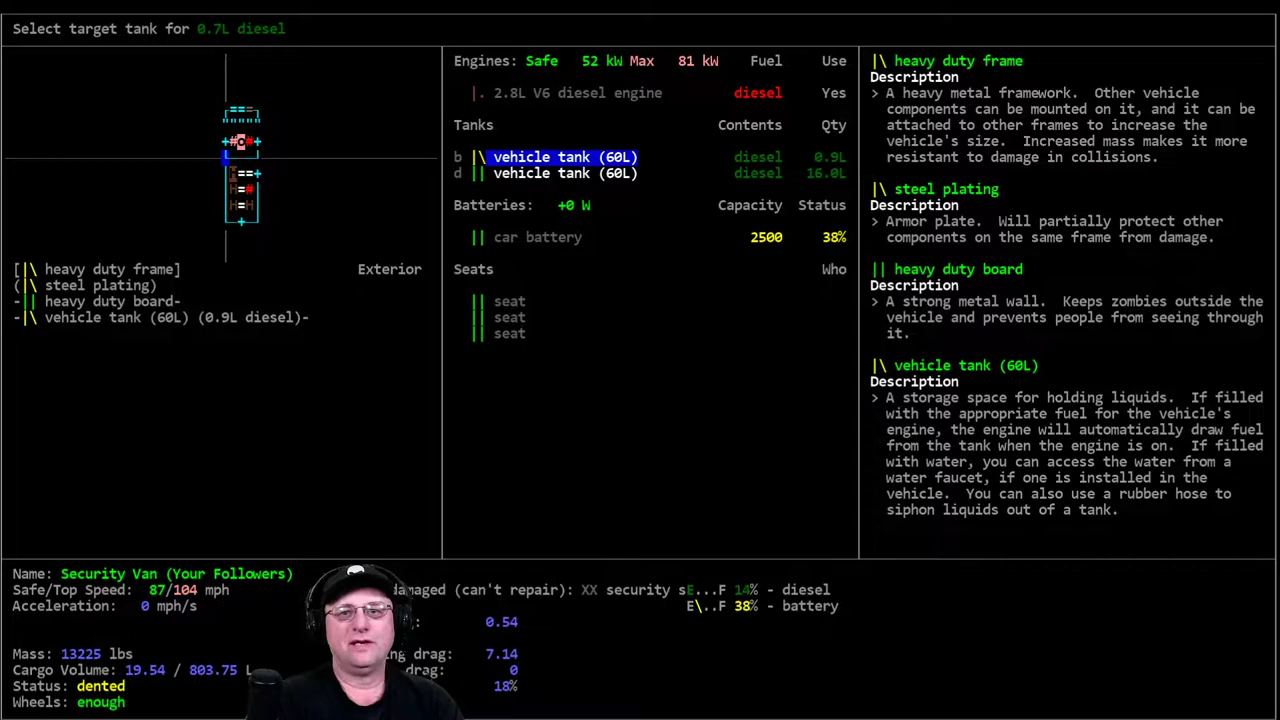 Select target tank for 0.7L diesel
[|\ heavy duty frame] Exterior
(|\ steel plating)
-|| heavy duty board-
-|\ vehicle tank (60L) (0.9L diesel)-
Engines: Safe 52 kW Max 81 kW Fuel Use
|. 2.8L V6 diesel engine diesel Yes
Tanks Contents Qty
b |\ vehicle tank (60L) diesel 0.9L
d || vehicle tank (60L) diesel 16.0L
Batteries: +0 W Capacity Status
|| car battery 2500 38%
Seats Who
|| seat
|| seat
|| seat
|\ heavy duty frame
Description
> A heavy metal framework. Other vehicle
components can be mounted on it, and it can be
attached to other frames to increase the
vehicle's size. Increased mass makes it more
resistant to damage in collisions.
|\ steel plating
Description
> Armor plate. Will partially protect other
components on the same frame from damage.
|| heavy duty board
Description
> A strong metal wall. Keeps zombies outside the
vehicle and prevents people from seeing through
it.
|\ vehicle tank (60L)
Description
> A storage space for holding liquids. If filled
with the appropriate fuel for the vehicle's
engine, the engine will automatically draw fuel
from the tank when the engine is on. If filled
with water, you can access the water from a
water faucet, if one is installed in the
vehicle. You can also use a rubber hose to
siphon liquids out of a tank.
Name: Security Van (Your Followers)
Safe/Top Speed: 87/104 mph
Acceleration: 0 mph/s
Mass: 13225 lbs
Cargo Volume: 19.54 / 803.75 L
Status: dented
Wheels: enough
damaged (can't repair): XX security s
: 0.54
ng drag: 7.14
drag: 0
18%
E...F 14% - diesel
E\..F 38% - battery